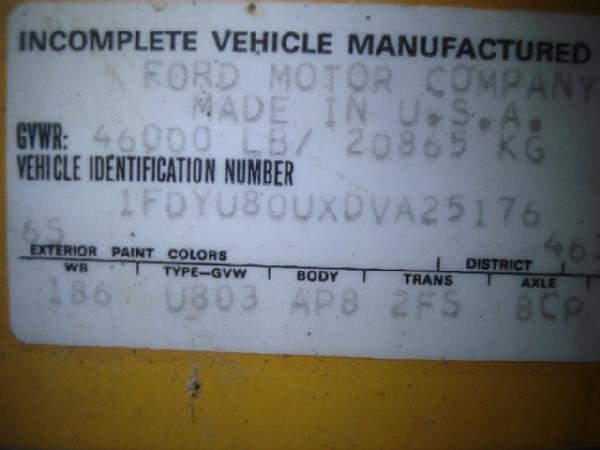 INCOMPLETE VEHICLE MANUFACTURED
FORD MOTOR COMPANY
MADE IN U.S.A.
GVWR: 46000 LB/ 20865 KG
VEHICLE IDENTIFICATION NUMBER
1FDYU80UXDVA25176
6S 461
EXTERIOR PAINT COLORS DISTRICT
WB TYPE-GVW BODY TRANS AXLE
186 U803 AP8 2FS 8CP